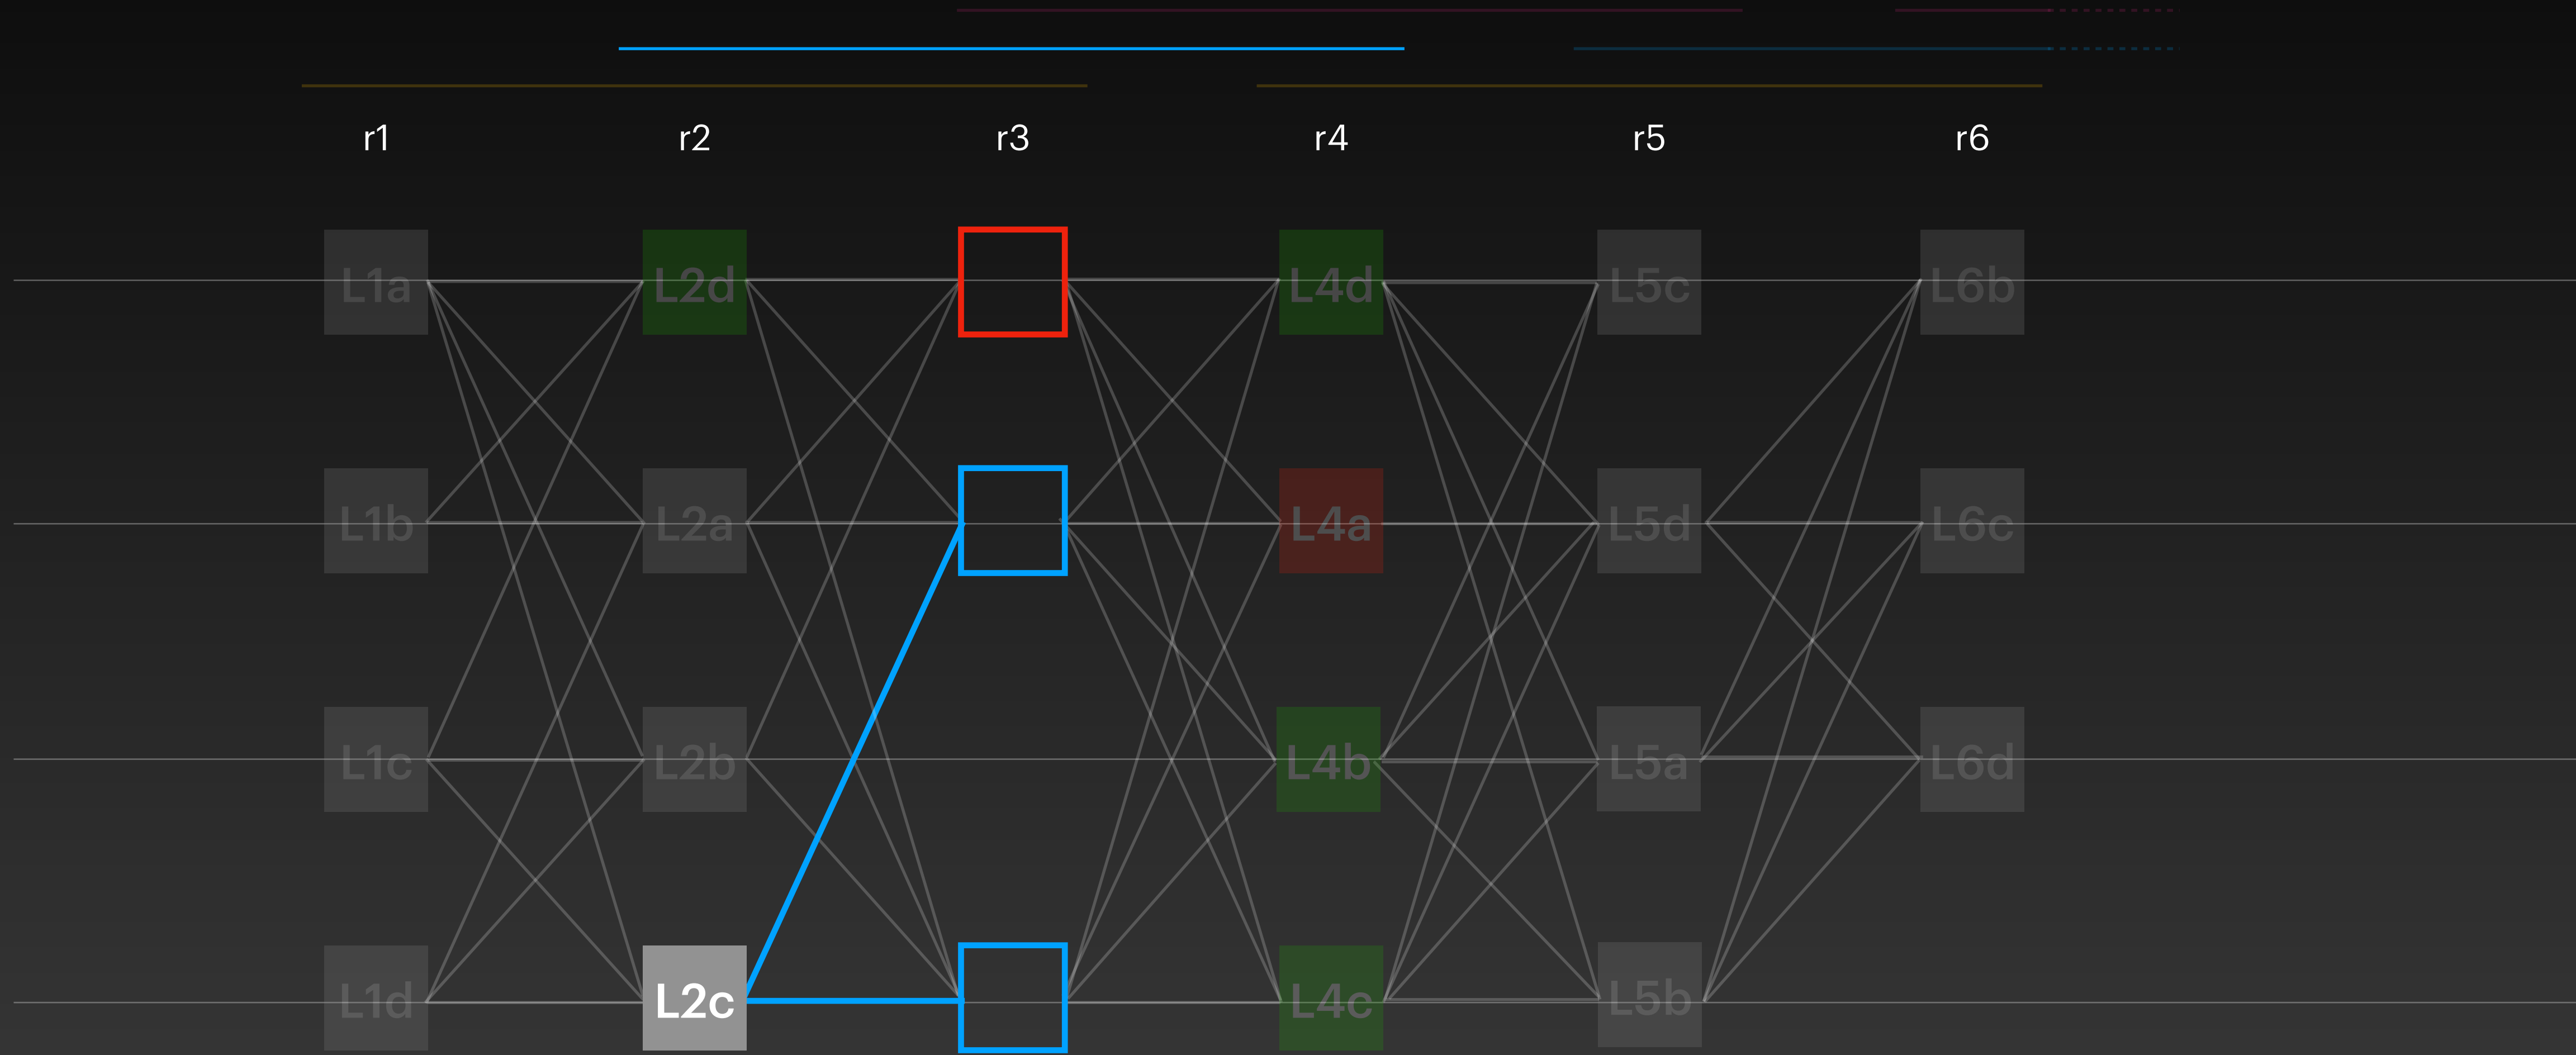 r1 r2 r3 r4 r5 r6
L1a L2d L4d L5c L6b
L1b L2a L4a L5d L6c
L1c L2b L4b L5a L6d
L1d L2c L4c L5b